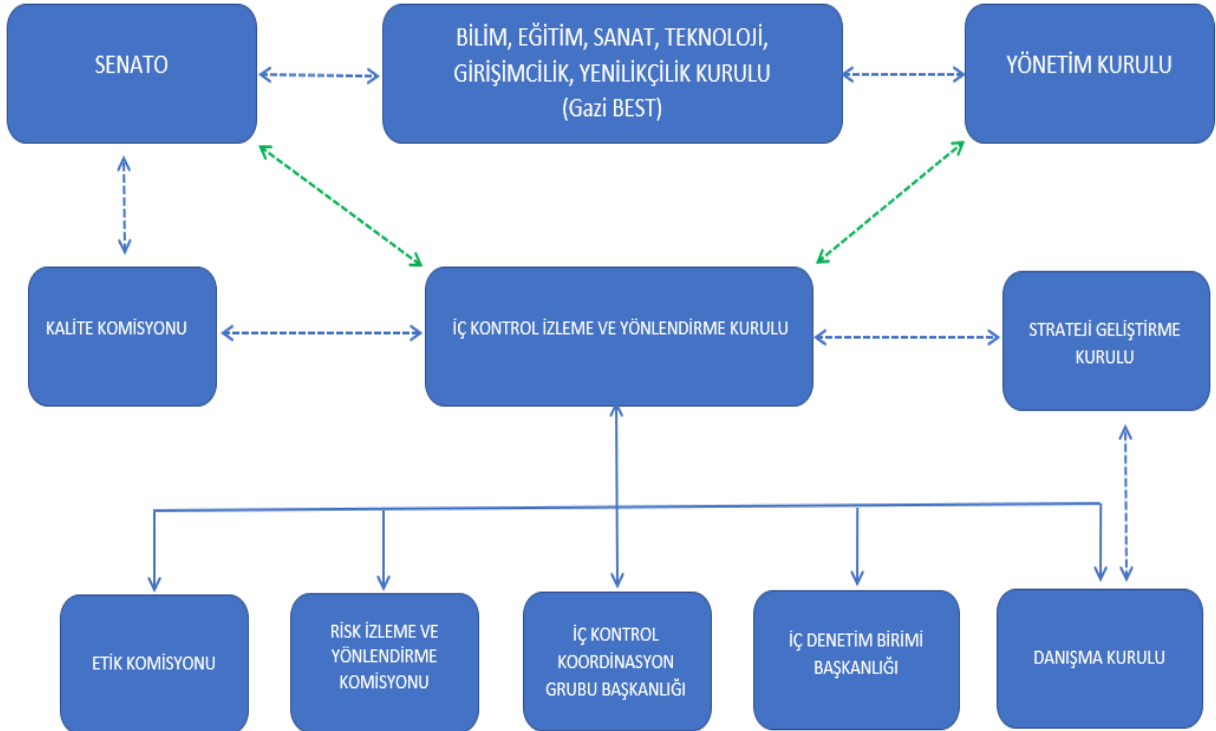 SENATO
BİLİM, EĞİTİM, SANAT, TEKNOLOJİ,
GİRİŞİMCİLİK, YENİLİKÇİLİK KURULU
(Gazi BEST)
YÖNETİM KURULU
KALİTE KOMİSYONU
İÇ KONTROL İZLEME VE YÖNLENDİRME KURULU
STRATEJİ GELİŞTİRME
KURULU
ETİK KOMİSYONU
RİSK İZLEME VE
YÖNLENDİRME
KOMİSYONU
İÇ KONTROL
KOORDİNASYON
GRUBU BAŞKANLIĞI
İÇ DENETİM BİRİMİ
BAŞKANLIĞI
DANIŞMA KURULU